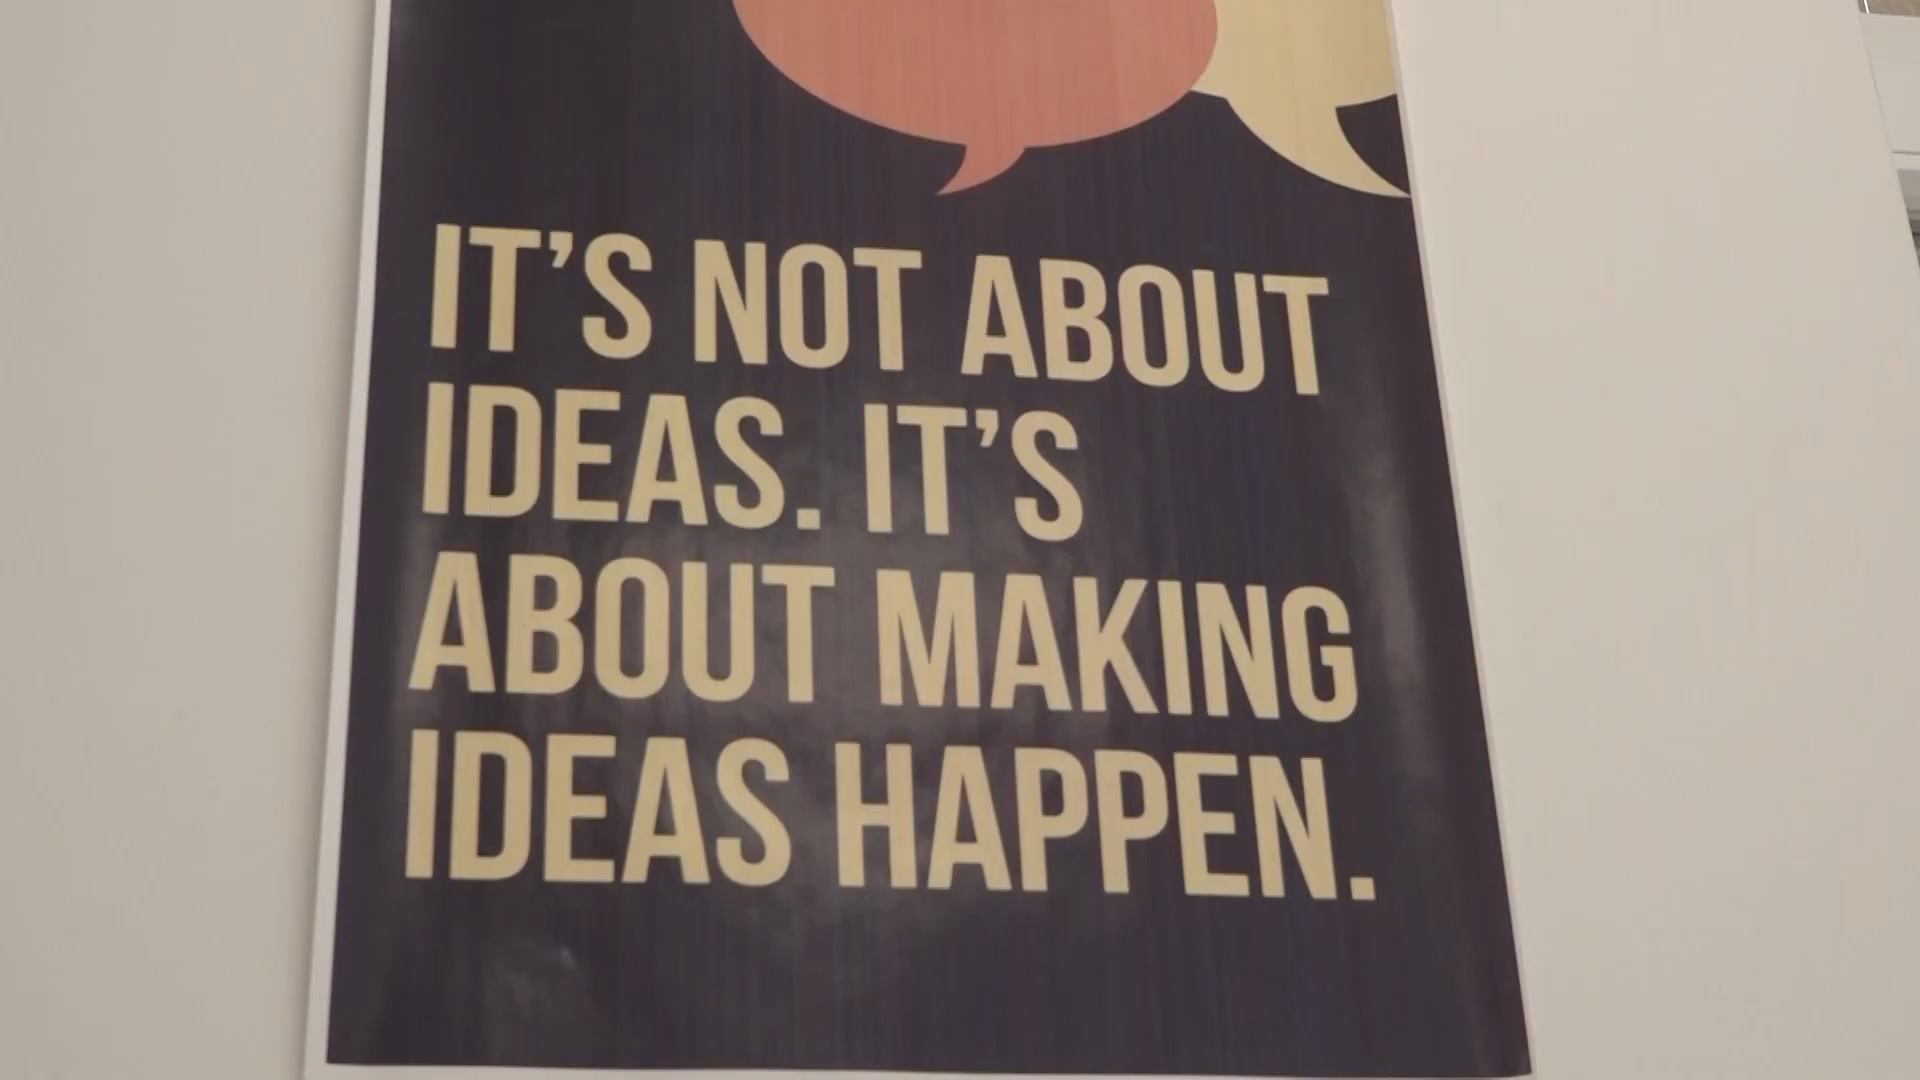 IT’S NOT ABOUT
IDEAS. IT’S
ABOUT MAKING
IDEAS HAPPEN.